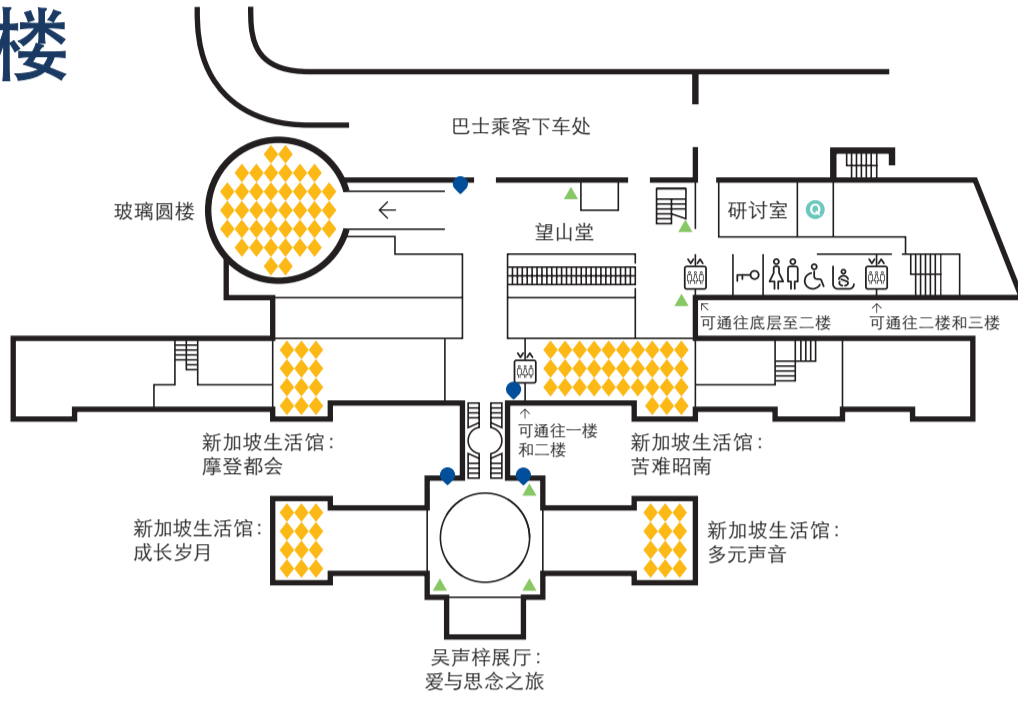 楼
巴士乘客下车处
玻璃圆楼
望山堂
研讨室
Q
可通往底层至二楼
可通往二楼和三楼
可通往一楼
和二楼
新加坡生活馆：
摩登都会
新加坡生活馆：
苦难昭南
新加坡生活馆：
成长岁月
新加坡生活馆：
多元声音
吴声梓展厅：
爱与思念之旅